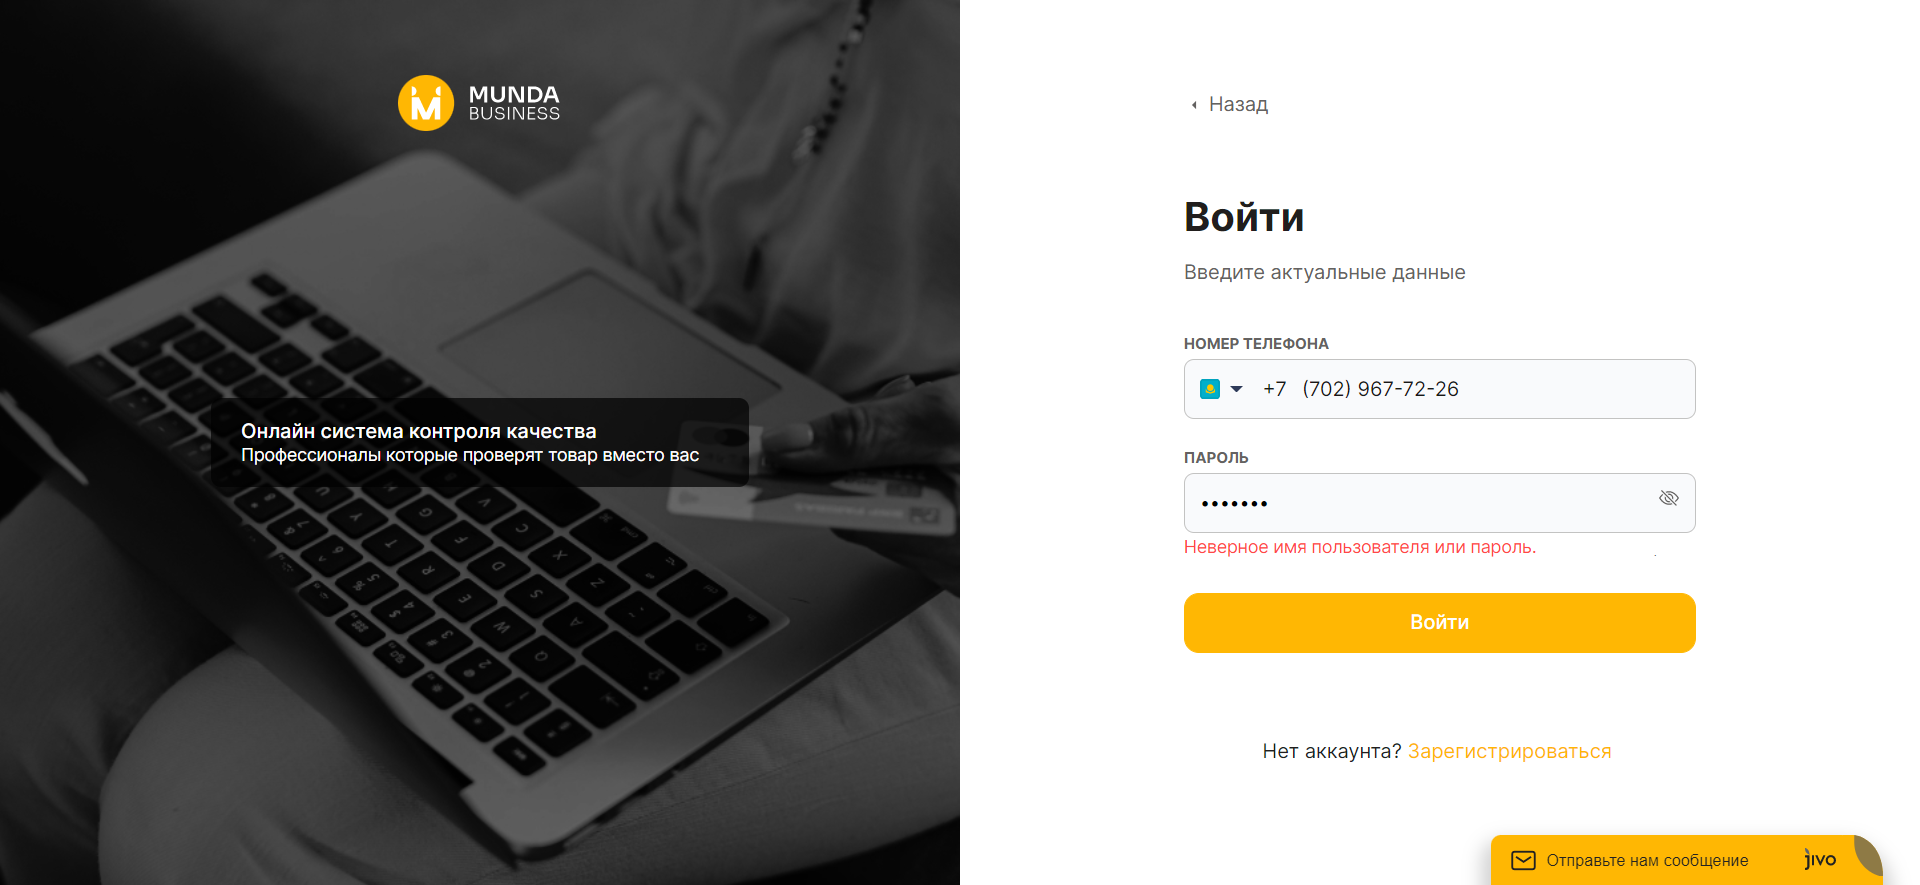 MUNDA
BUSINESS
Онлайн система контроля качества
Профессионалы которые проверят товар вместо вас
Назад
Войти
Введите актуальные данные
НОМЕР ТЕЛЕФОНА
+7 (702) 967-72-26
ПАРОЛЬ
•••••••
Неверное имя пользователя или пароль.
Войти
Нет аккаунта? Зарегистрироваться
Отправьте нам сообщение jivo